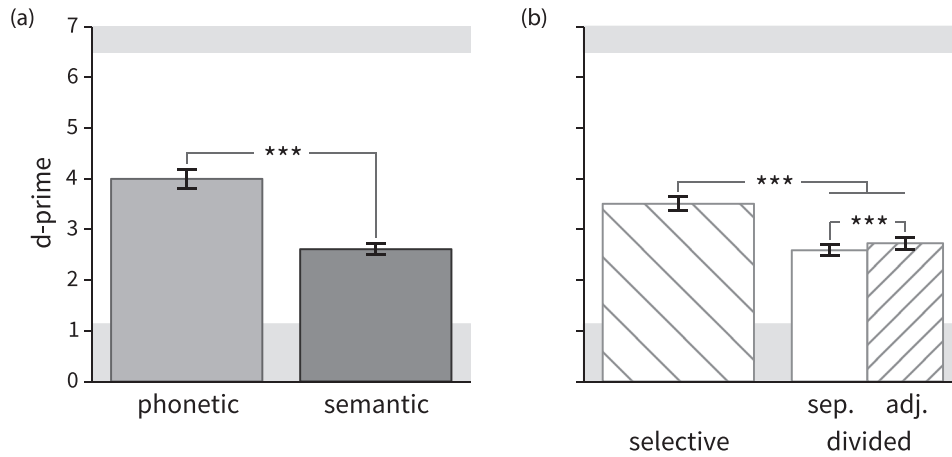 (a)
7
6
5
4
3
2
1
0
d-prime
***
phonetic semantic
(b)
***
***
sep. adj.
selective divided